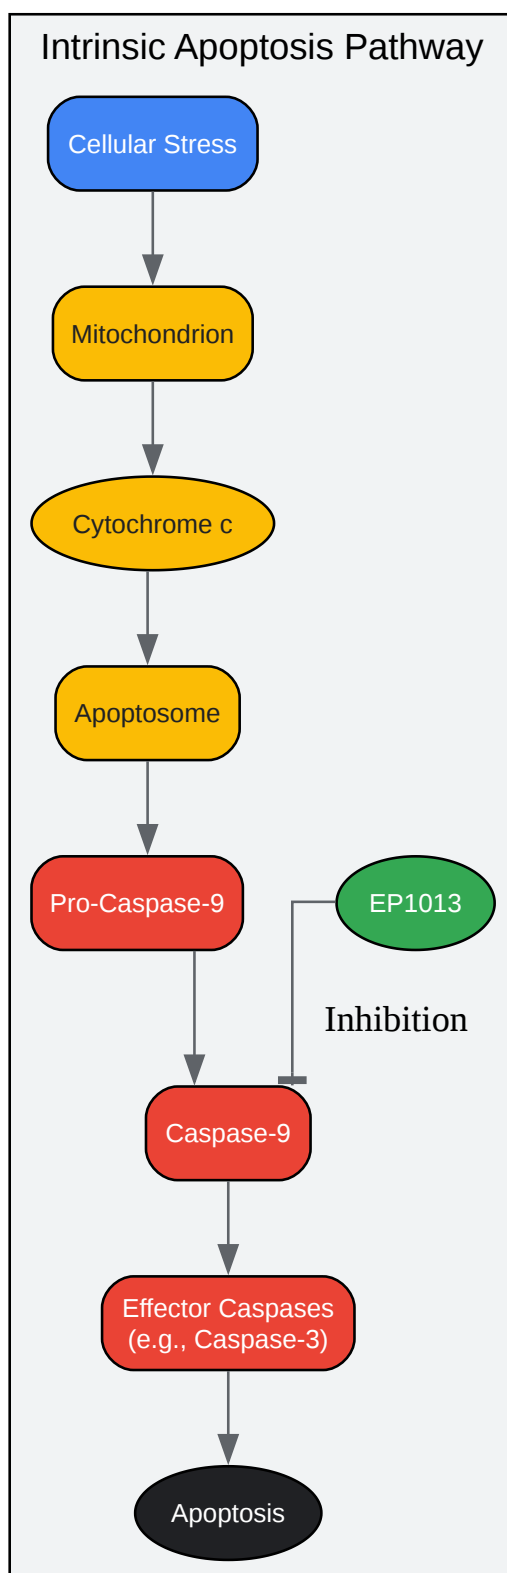 Intrinsic Apoptosis Pathway
Cellular Stress
Mitochondrion
Cytochrome c
Apoptosome
Pro-Caspase-9
EP1013
Inhibition
Caspase-9
Effector Caspases
(e.g., Caspase-3)
Apoptosis